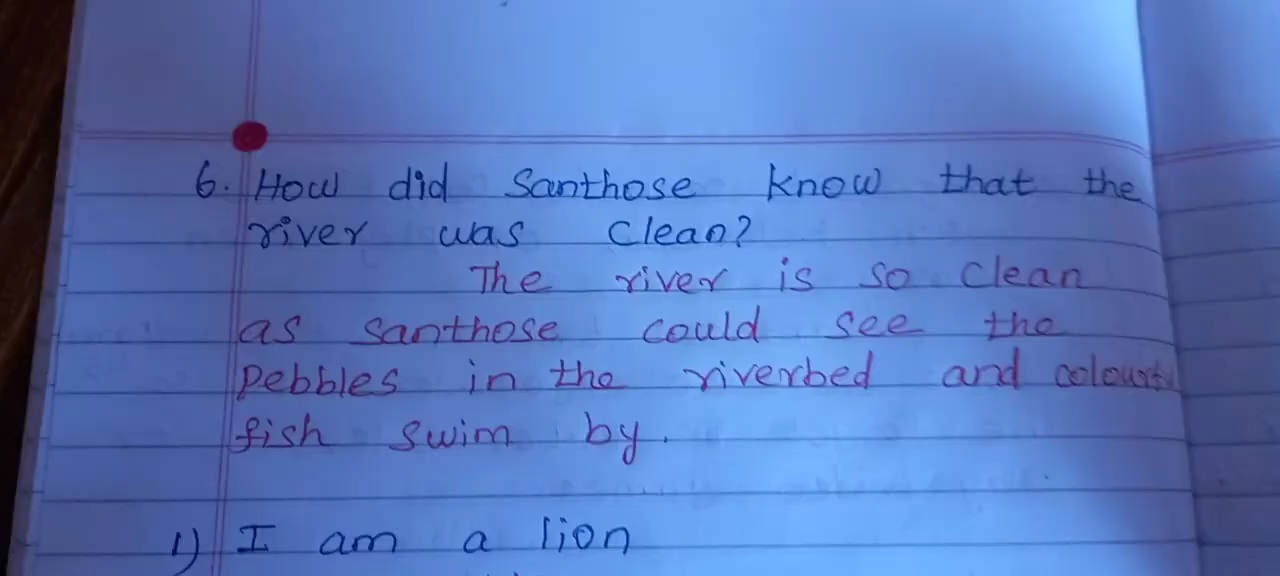 6. How did Santhose know that the
river was clean?
The river is so clean
as santhose could see the
pebbles in the riverbed and colourful
fish swim by.
1) I am a lion